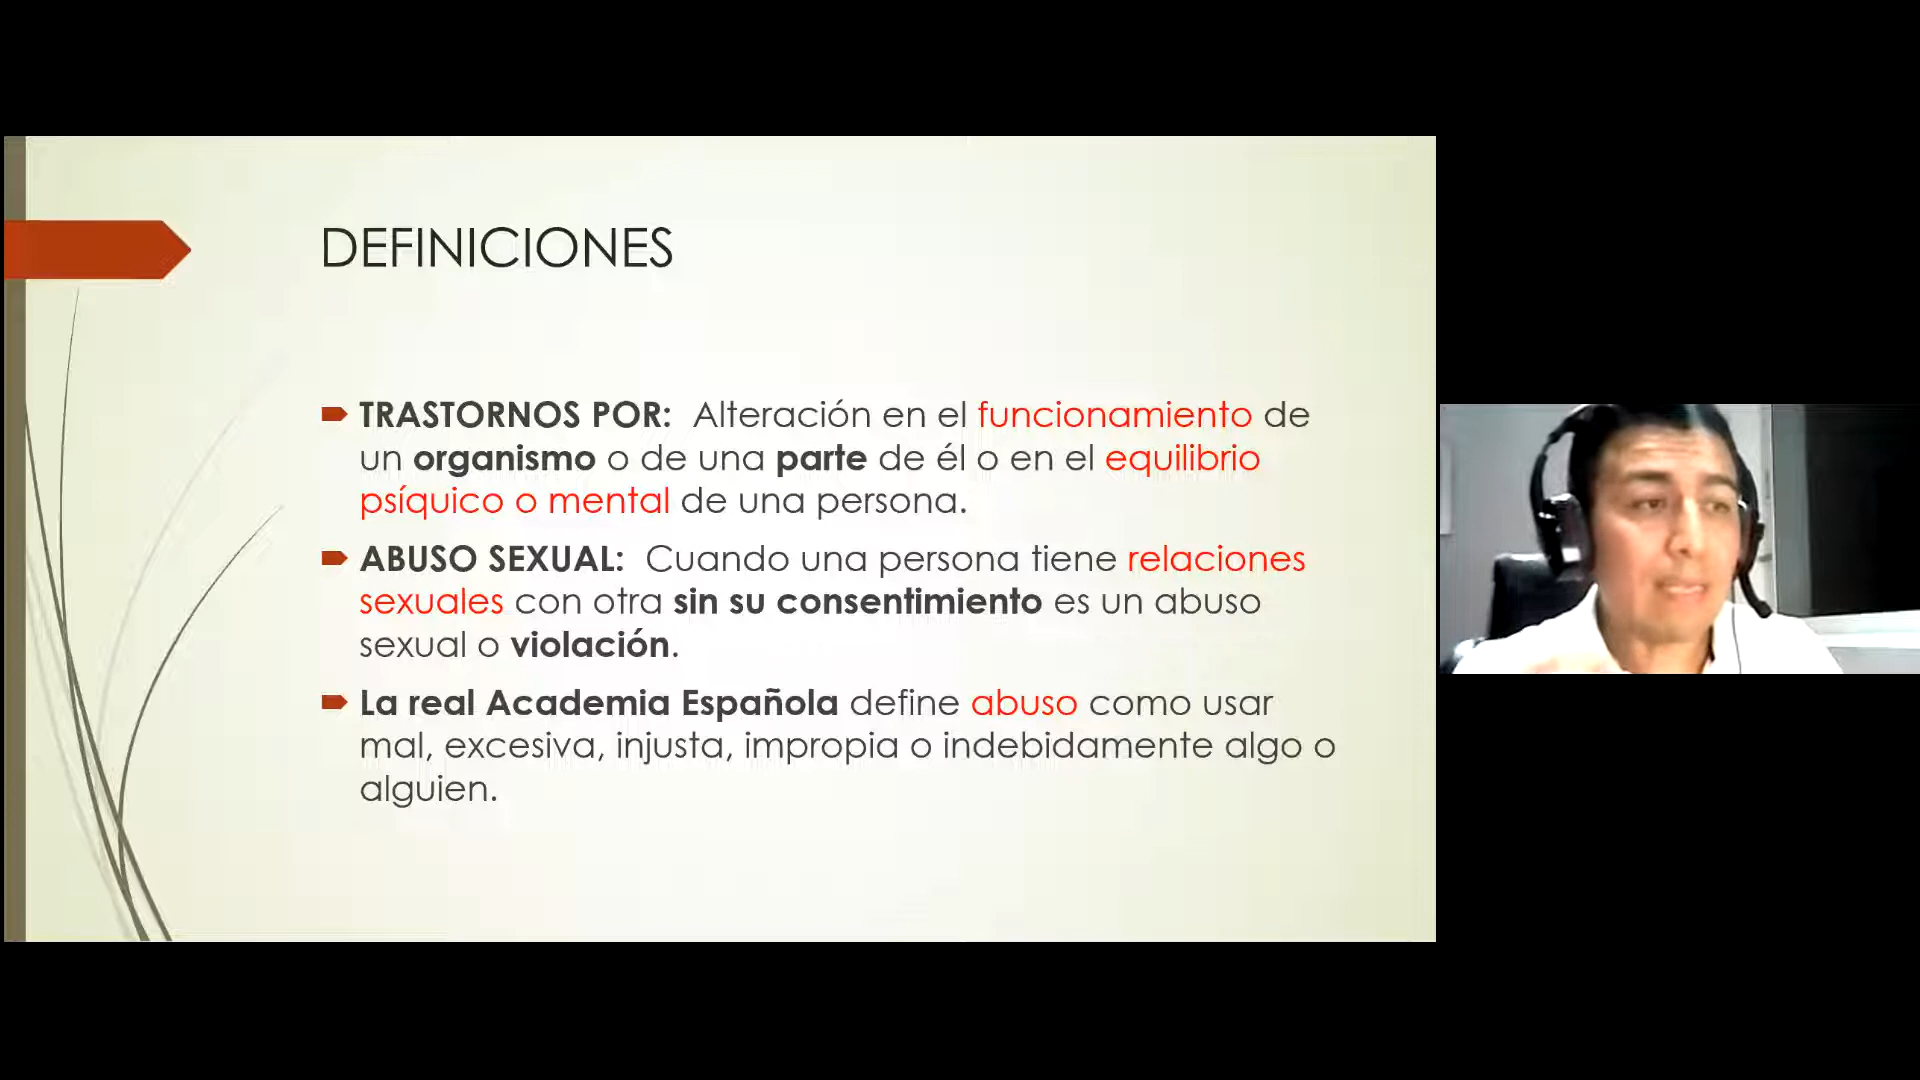 DEFINICIONES
TRASTORNOS POR: Alteración en el funcionamiento de
un organismo o de una parte de él o en el equilibrio
psíquico o mental de una persona.
ABUSO SEXUAL: Cuando una persona tiene relaciones
sexuales con otra sin su consentimiento es un abuso
sexual o violación.
La real Academia Española define abuso como usar
mal, excesiva, injusta, impropia o indebidamente algo o
alguien.